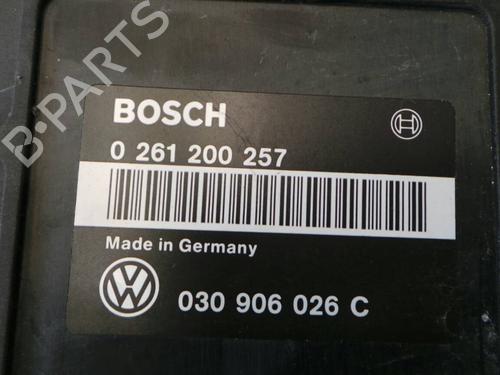 B-PARTS
BOSCH
0 261 200 257
Made in Germany
030 906 026 C